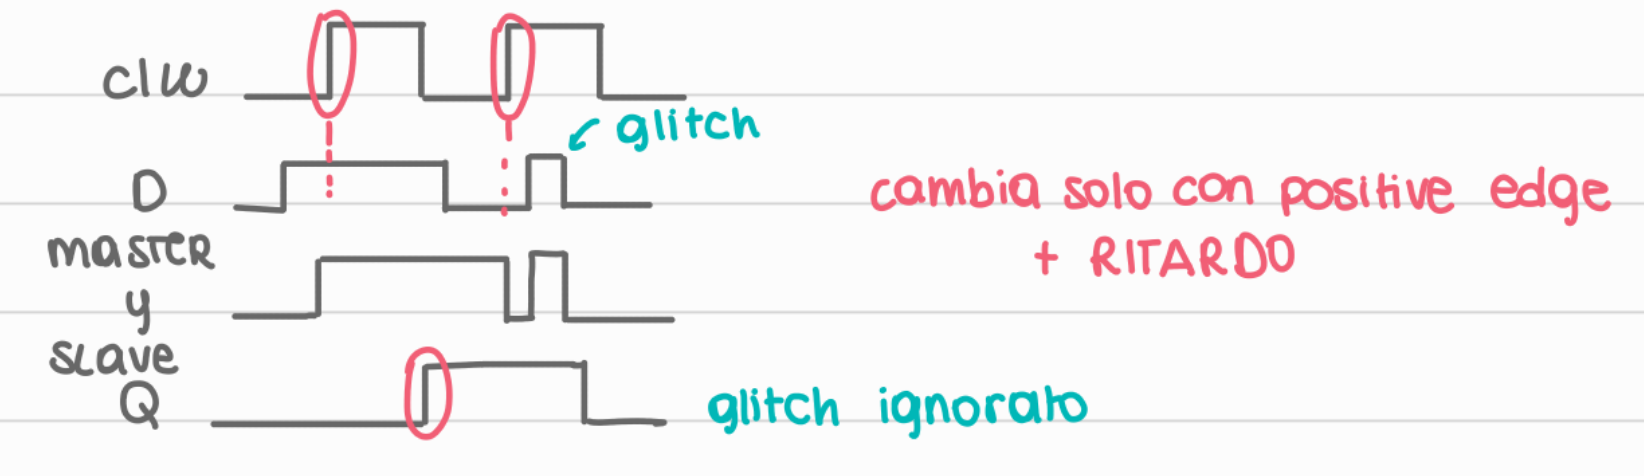 clk
glitch
D
cambia solo con positive edge
+ RITARDO
master
y
slave
Q
glitch ignorato